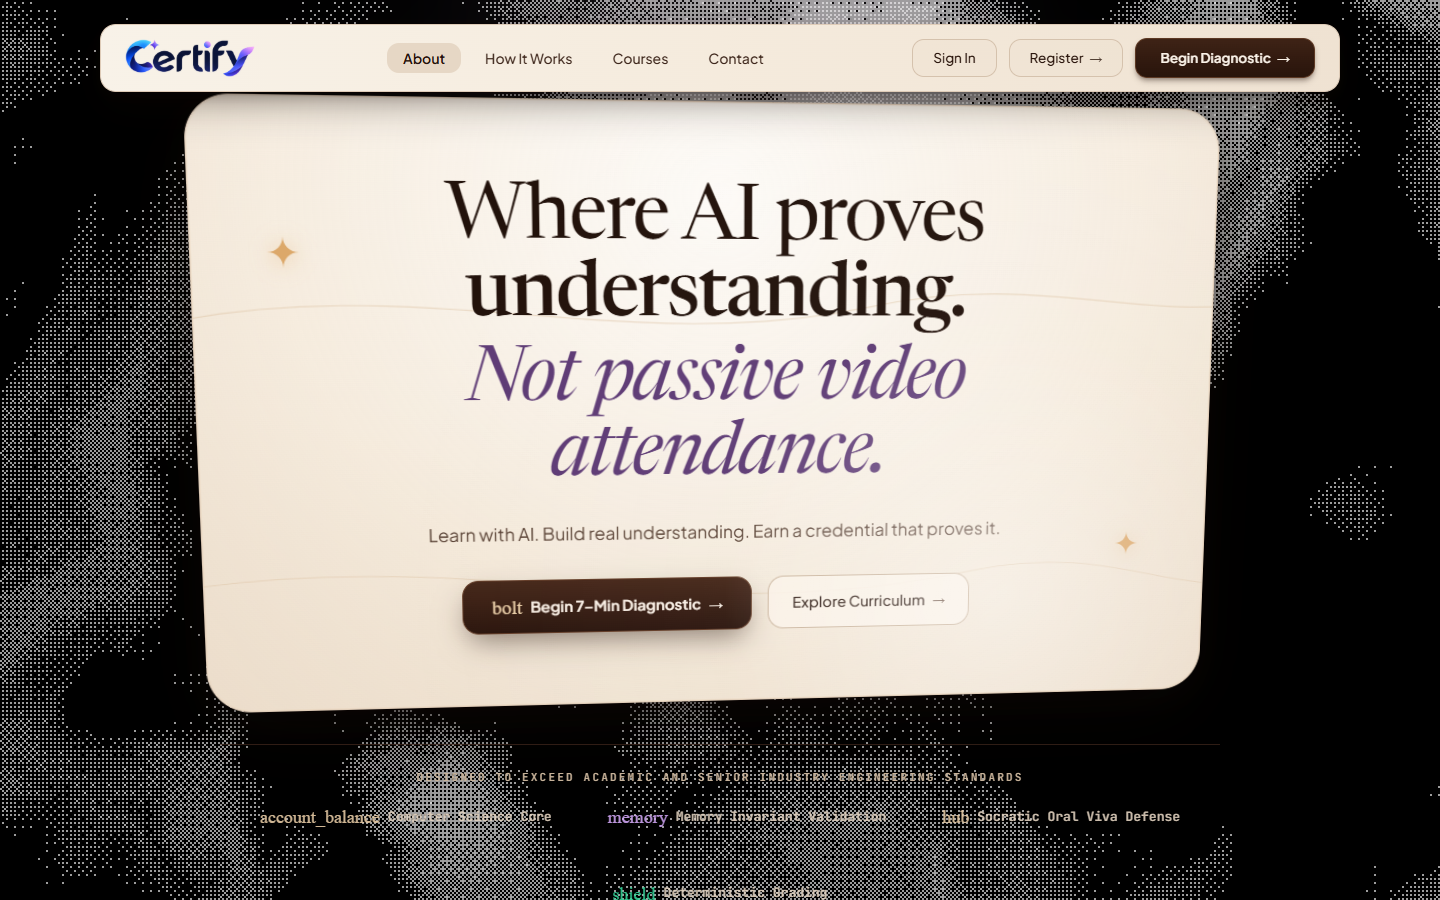 Certify
About
How It Works
Courses
Contact
Sign In
Register →
Begin Diagnostic →
Where AI proves
understanding.
Not passive video
attendance.
Learn with AI. Build real understanding. Earn a credential that proves it.
bolt Begin 7-Min Diagnostic →
Explore Curriculum →
DESIGNED TO EXCEED ACADEMIC AND SENIOR INDUSTRY ENGINEERING STANDARDS
account_balance Computer Science Core
memory Memory Invariant Validation
hub Socratic Oral Viva Defense
shield Deterministic Grading